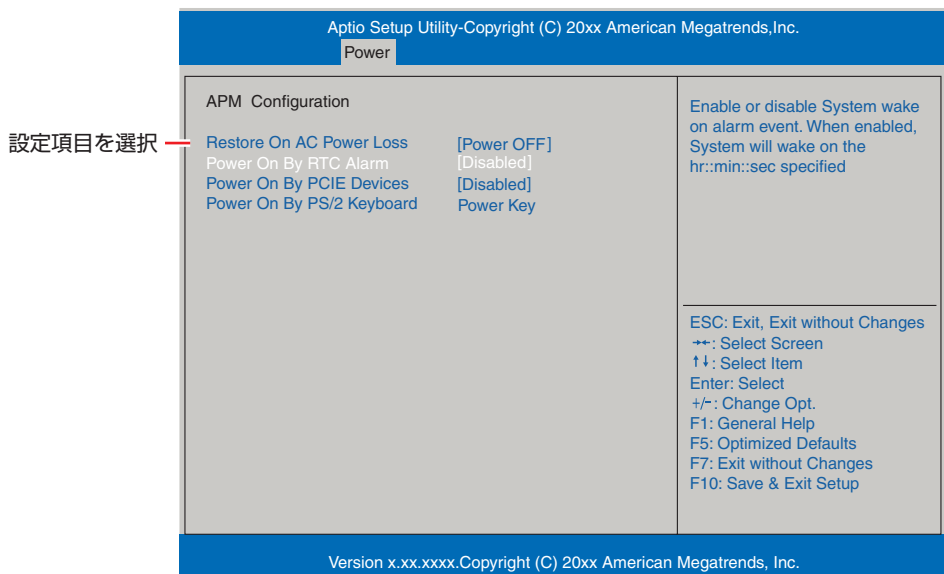 Aptio Setup Utility-Copyright (C) 20xx American Megatrends,Inc.
Power
APM Configuration
設定項目を選択
Restore On AC Power Loss [Power OFF]
Power On By RTC Alarm [Disabled]
Power On By PCIE Devices [Disabled]
Power On By PS/2 Keyboard Power Key
Enable or disable System wake
on alarm event. When enabled,
System will wake on the
hr::min::sec specified
ESC: Exit, Exit without Changes
→←: Select Screen
↑↓: Select Item
Enter: Select
+/-: Change Opt.
F1: General Help
F5: Optimized Defaults
F7: Exit without Changes
F10: Save & Exit Setup
Version x.xx.xxxx.Copyright (C) 20xx American Megatrends, Inc.